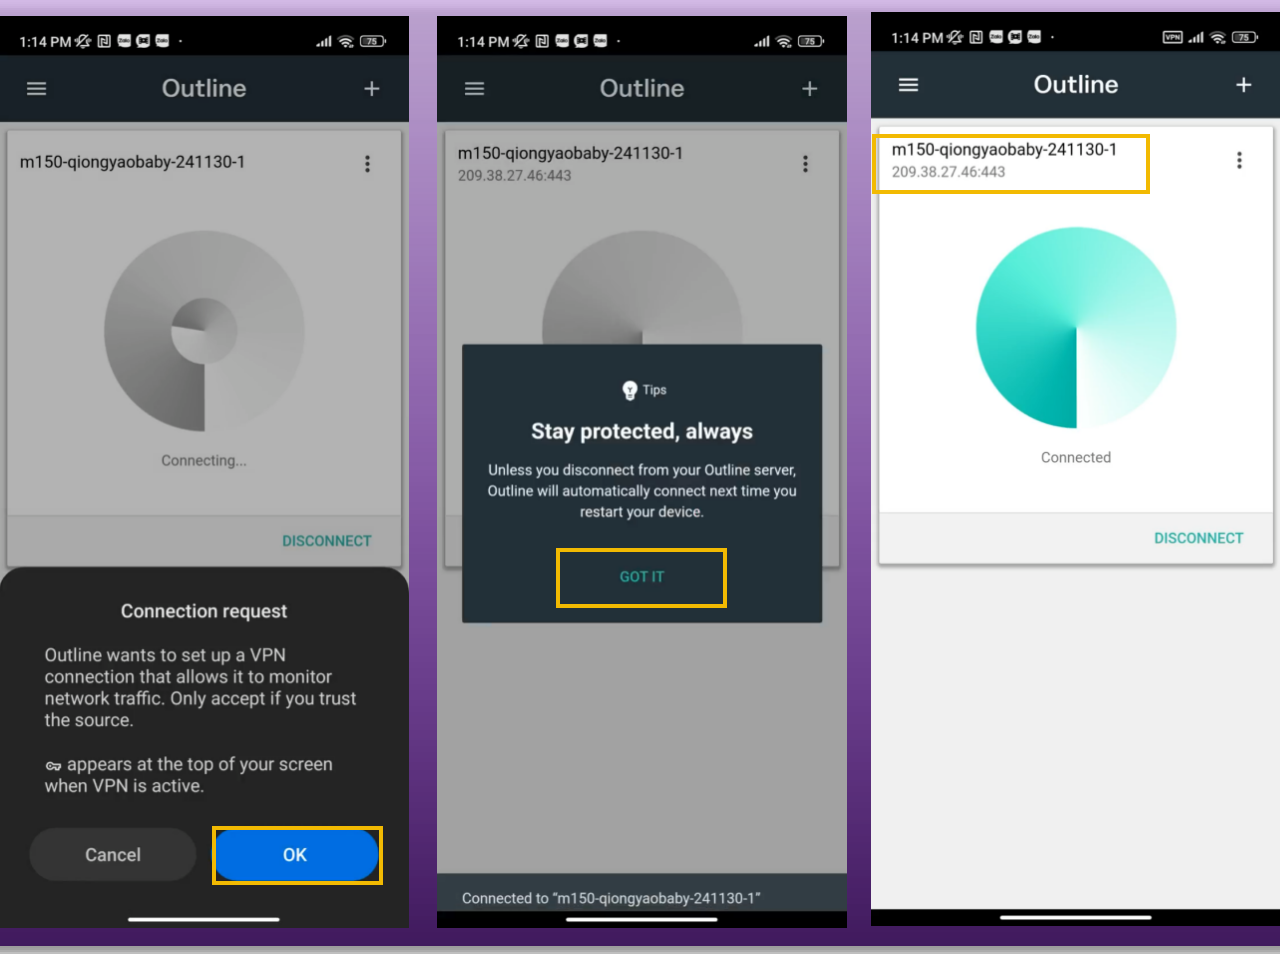 1:14 PM
75
Outline
m150-qiongyaobaby-241130-1
Connecting...
DISCONNECT
Connection request
Outline wants to set up a VPN
connection that allows it to monitor
network traffic. Only accept if you trust
the source.
appears at the top of your screen
when VPN is active.
Cancel
OK
1:14 PM
75
Outline
m150-qiongyaobaby-241130-1
209.38.27.46:443
Tips
Stay protected, always
Unless you disconnect from your Outline server,
Outline will automatically connect next time you
restart your device.
GOT IT
Connected to "m150-qiongyaobaby-241130-1"
1:14 PM
VPN
75
Outline
m150-qiongyaobaby-241130-1
209.38.27.46:443
Connected
DISCONNECT